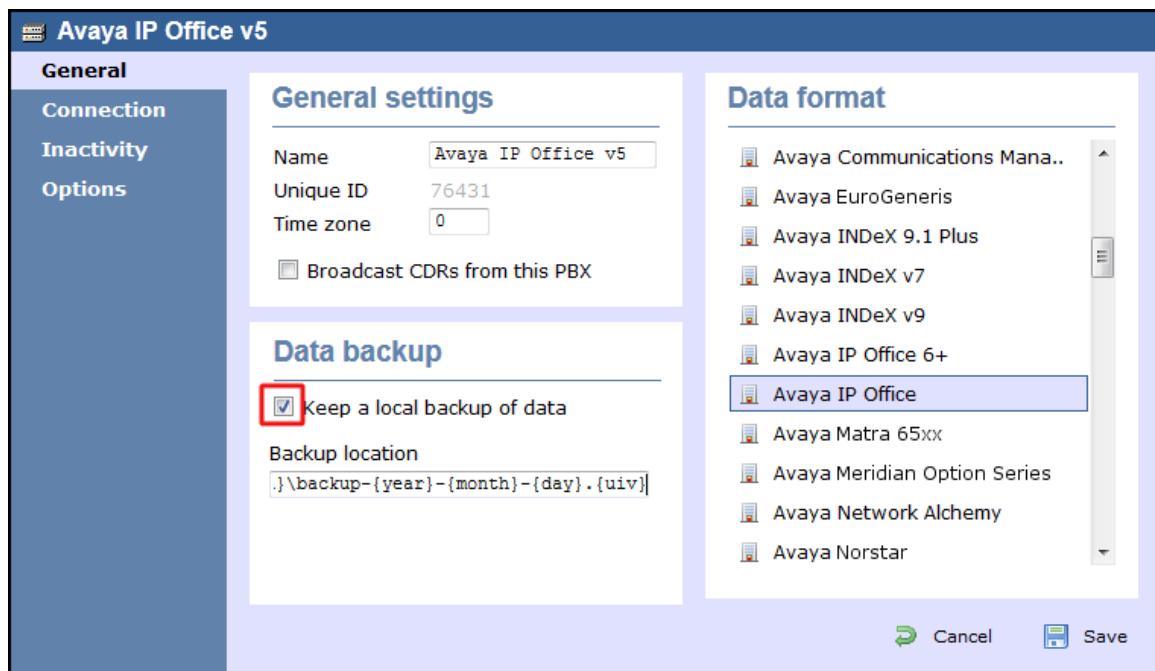 Avaya IP Office v5
General
Connection
Inactivity
Options
General settings
Name Avaya IP Office v5
Unique ID 76431
Time zone 0
Broadcast CDRs from this PBX
Data backup
Keep a local backup of data
Backup location
.}\backup-{year}-{month}-{day}.{uiv}
Data format
Avaya Communications Mana..
Avaya EuroGeneris
Avaya INDeX 9.1 Plus
Avaya INDeX v7
Avaya INDeX v9
Avaya IP Office 6+
Avaya IP Office
Avaya Matra 65xx
Avaya Meridian Option Series
Avaya Network Alchemy
Avaya Norstar
Cancel Save